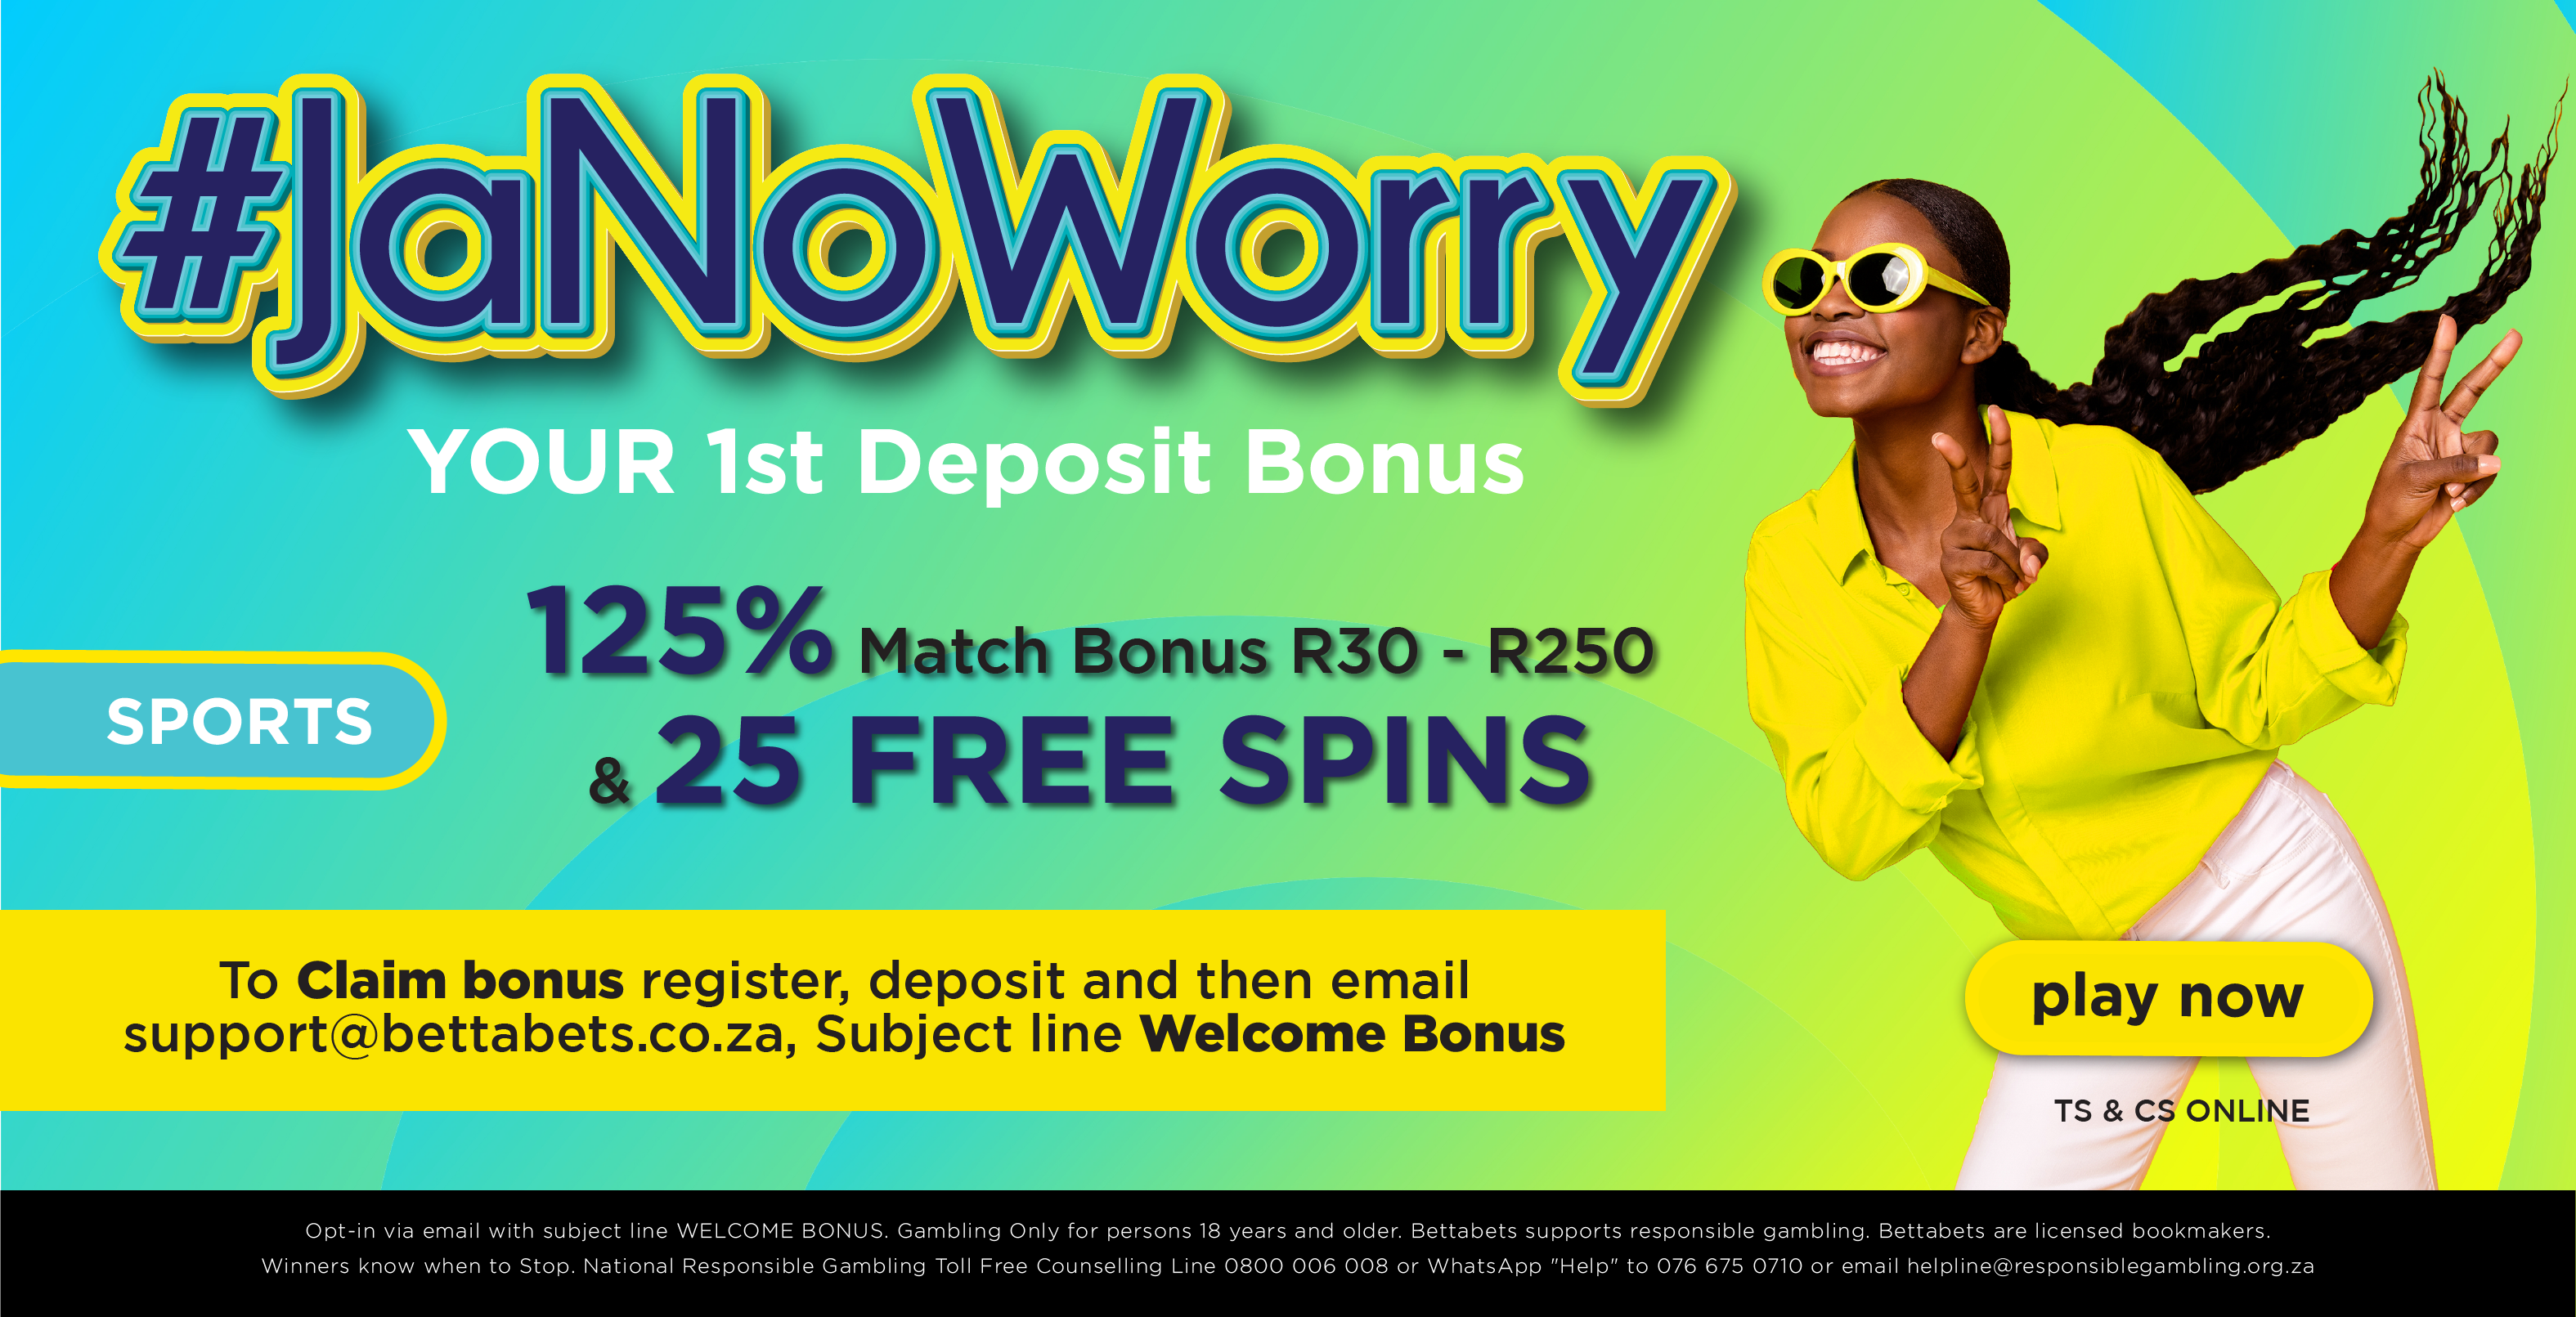 #JaNoWorry
YOUR 1st Deposit Bonus
125% Match Bonus R30 - R250
& 25 FREE SPINS
SPORTS
To Claim bonus register, deposit and then email
support@bettabets.co.za, Subject line Welcome Bonus
play now
TS & CS ONLINE
Opt-in via email with subject line WELCOME BONUS. Gambling Only for persons 18 years and older. Bettabets supports responsible gambling. Bettabets are licensed bookmakers.
Winners know when to Stop. National Responsible Gambling Toll Free Counselling Line 0800 006 008 or WhatsApp "Help" to 076 675 0710 or email helpline@responsiblegambling.org.za